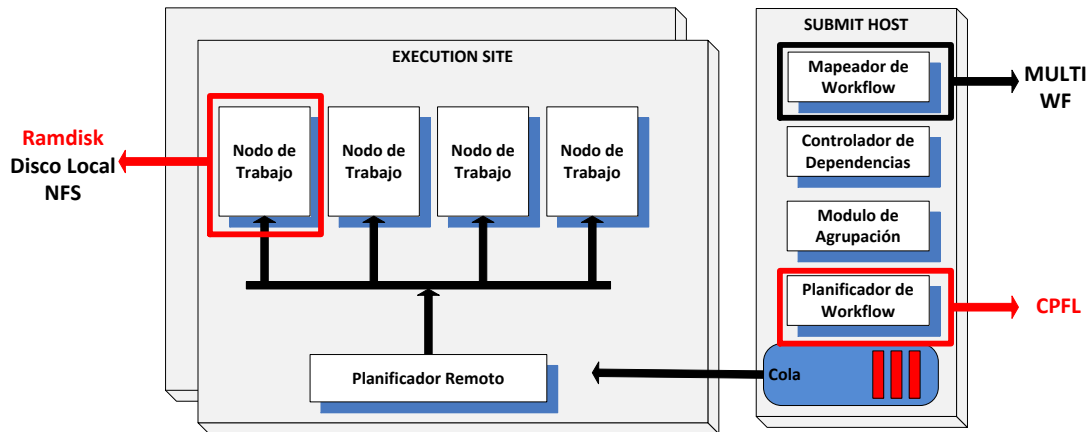 EXECUTION SITE
Nodo de
Trabajo
Nodo de
Trabajo
Nodo de
Trabajo
Nodo de
Trabajo
Ramdisk
Disco Local
NFS
Planificador Remoto
SUBMIT HOST
Mapeador de
Workflow
MULTI
WF
Controlador de
Dependencias
Modulo de
Agrupación
Planificador de
Workflow
CPFL
Cola